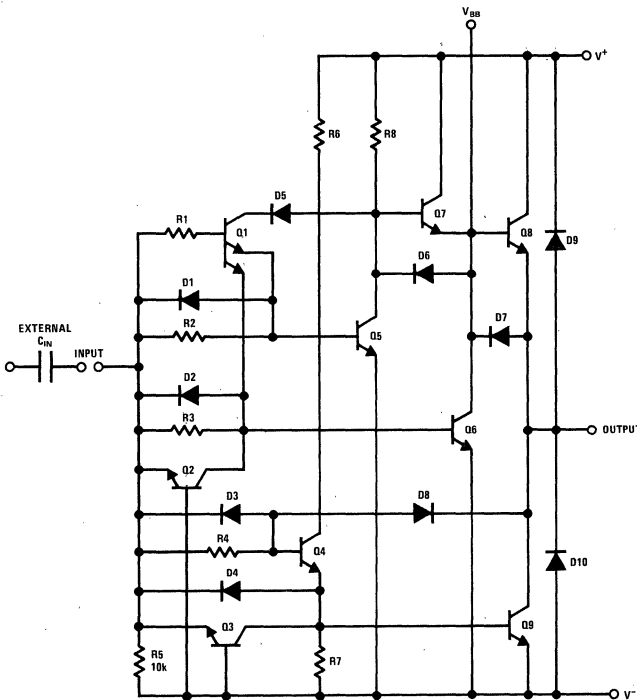 VBB
V+
R6
R8
D5
R1
Q1
Q7
Q8
D9
D6
D1
R2
Q5
D7
EXTERNAL
CIN
INPUT
D2
R3
Q6
OUTPUT
Q2
D3
D8
R4
Q4
D10
D4
Q3
Q9
R5
10k
R7
V-